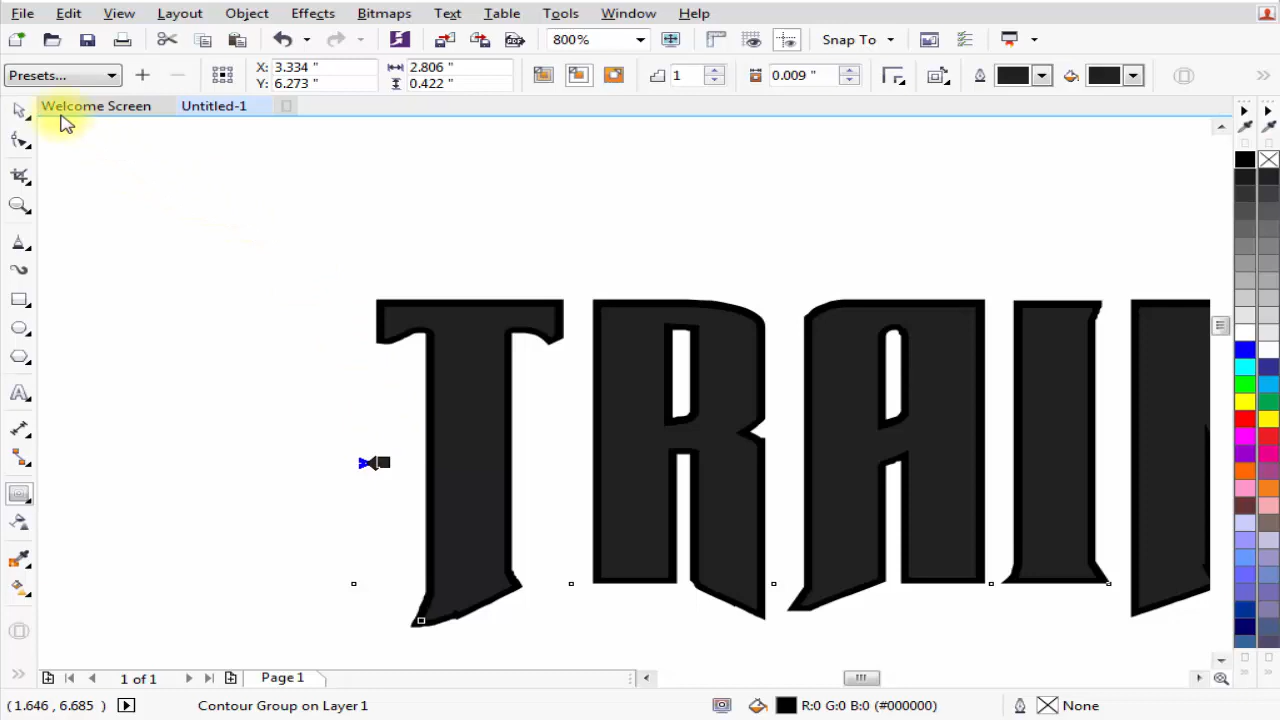 File Edit View Layout Object Effects Bitmaps Text Table Tools Window Help
800% Snap To
Presets... X: 3.334 " 2.806 " 1 0.009 "
Y: 6.273 " 0.422 "
Welcome Screen Untitled-1
TRAI
1 of 1 Page 1
(1.646 , 6.685 ) Contour Group on Layer 1 R:0 G:0 B:0 (#000000) None